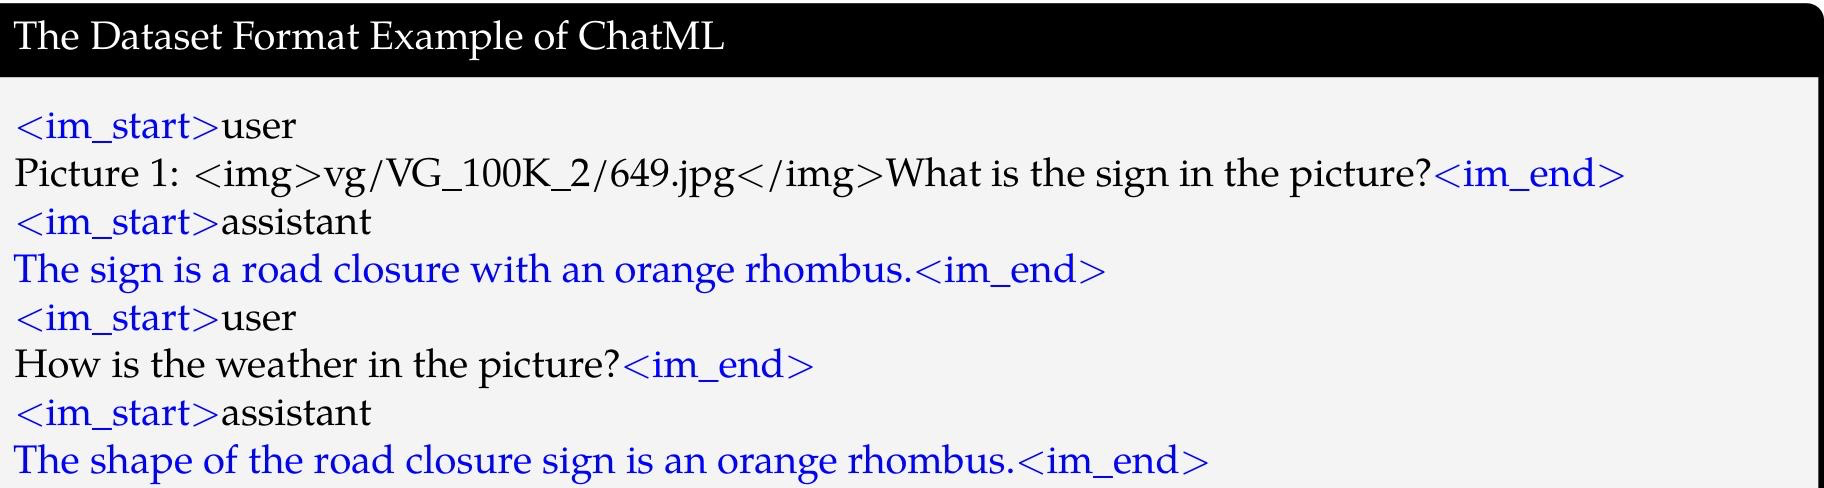 The Dataset Format Example of ChatML
<im_start>user
Picture 1: <img>vg/VG_100K_2/649.jpg</img>What is the sign in the picture?<im_end>
<im_start>assistant
The sign is a road closure with an orange rhombus.<im_end>
<im_start>user
How is the weather in the picture?<im_end>
<im_start>assistant
The shape of the road closure sign is an orange rhombus.<im_end>